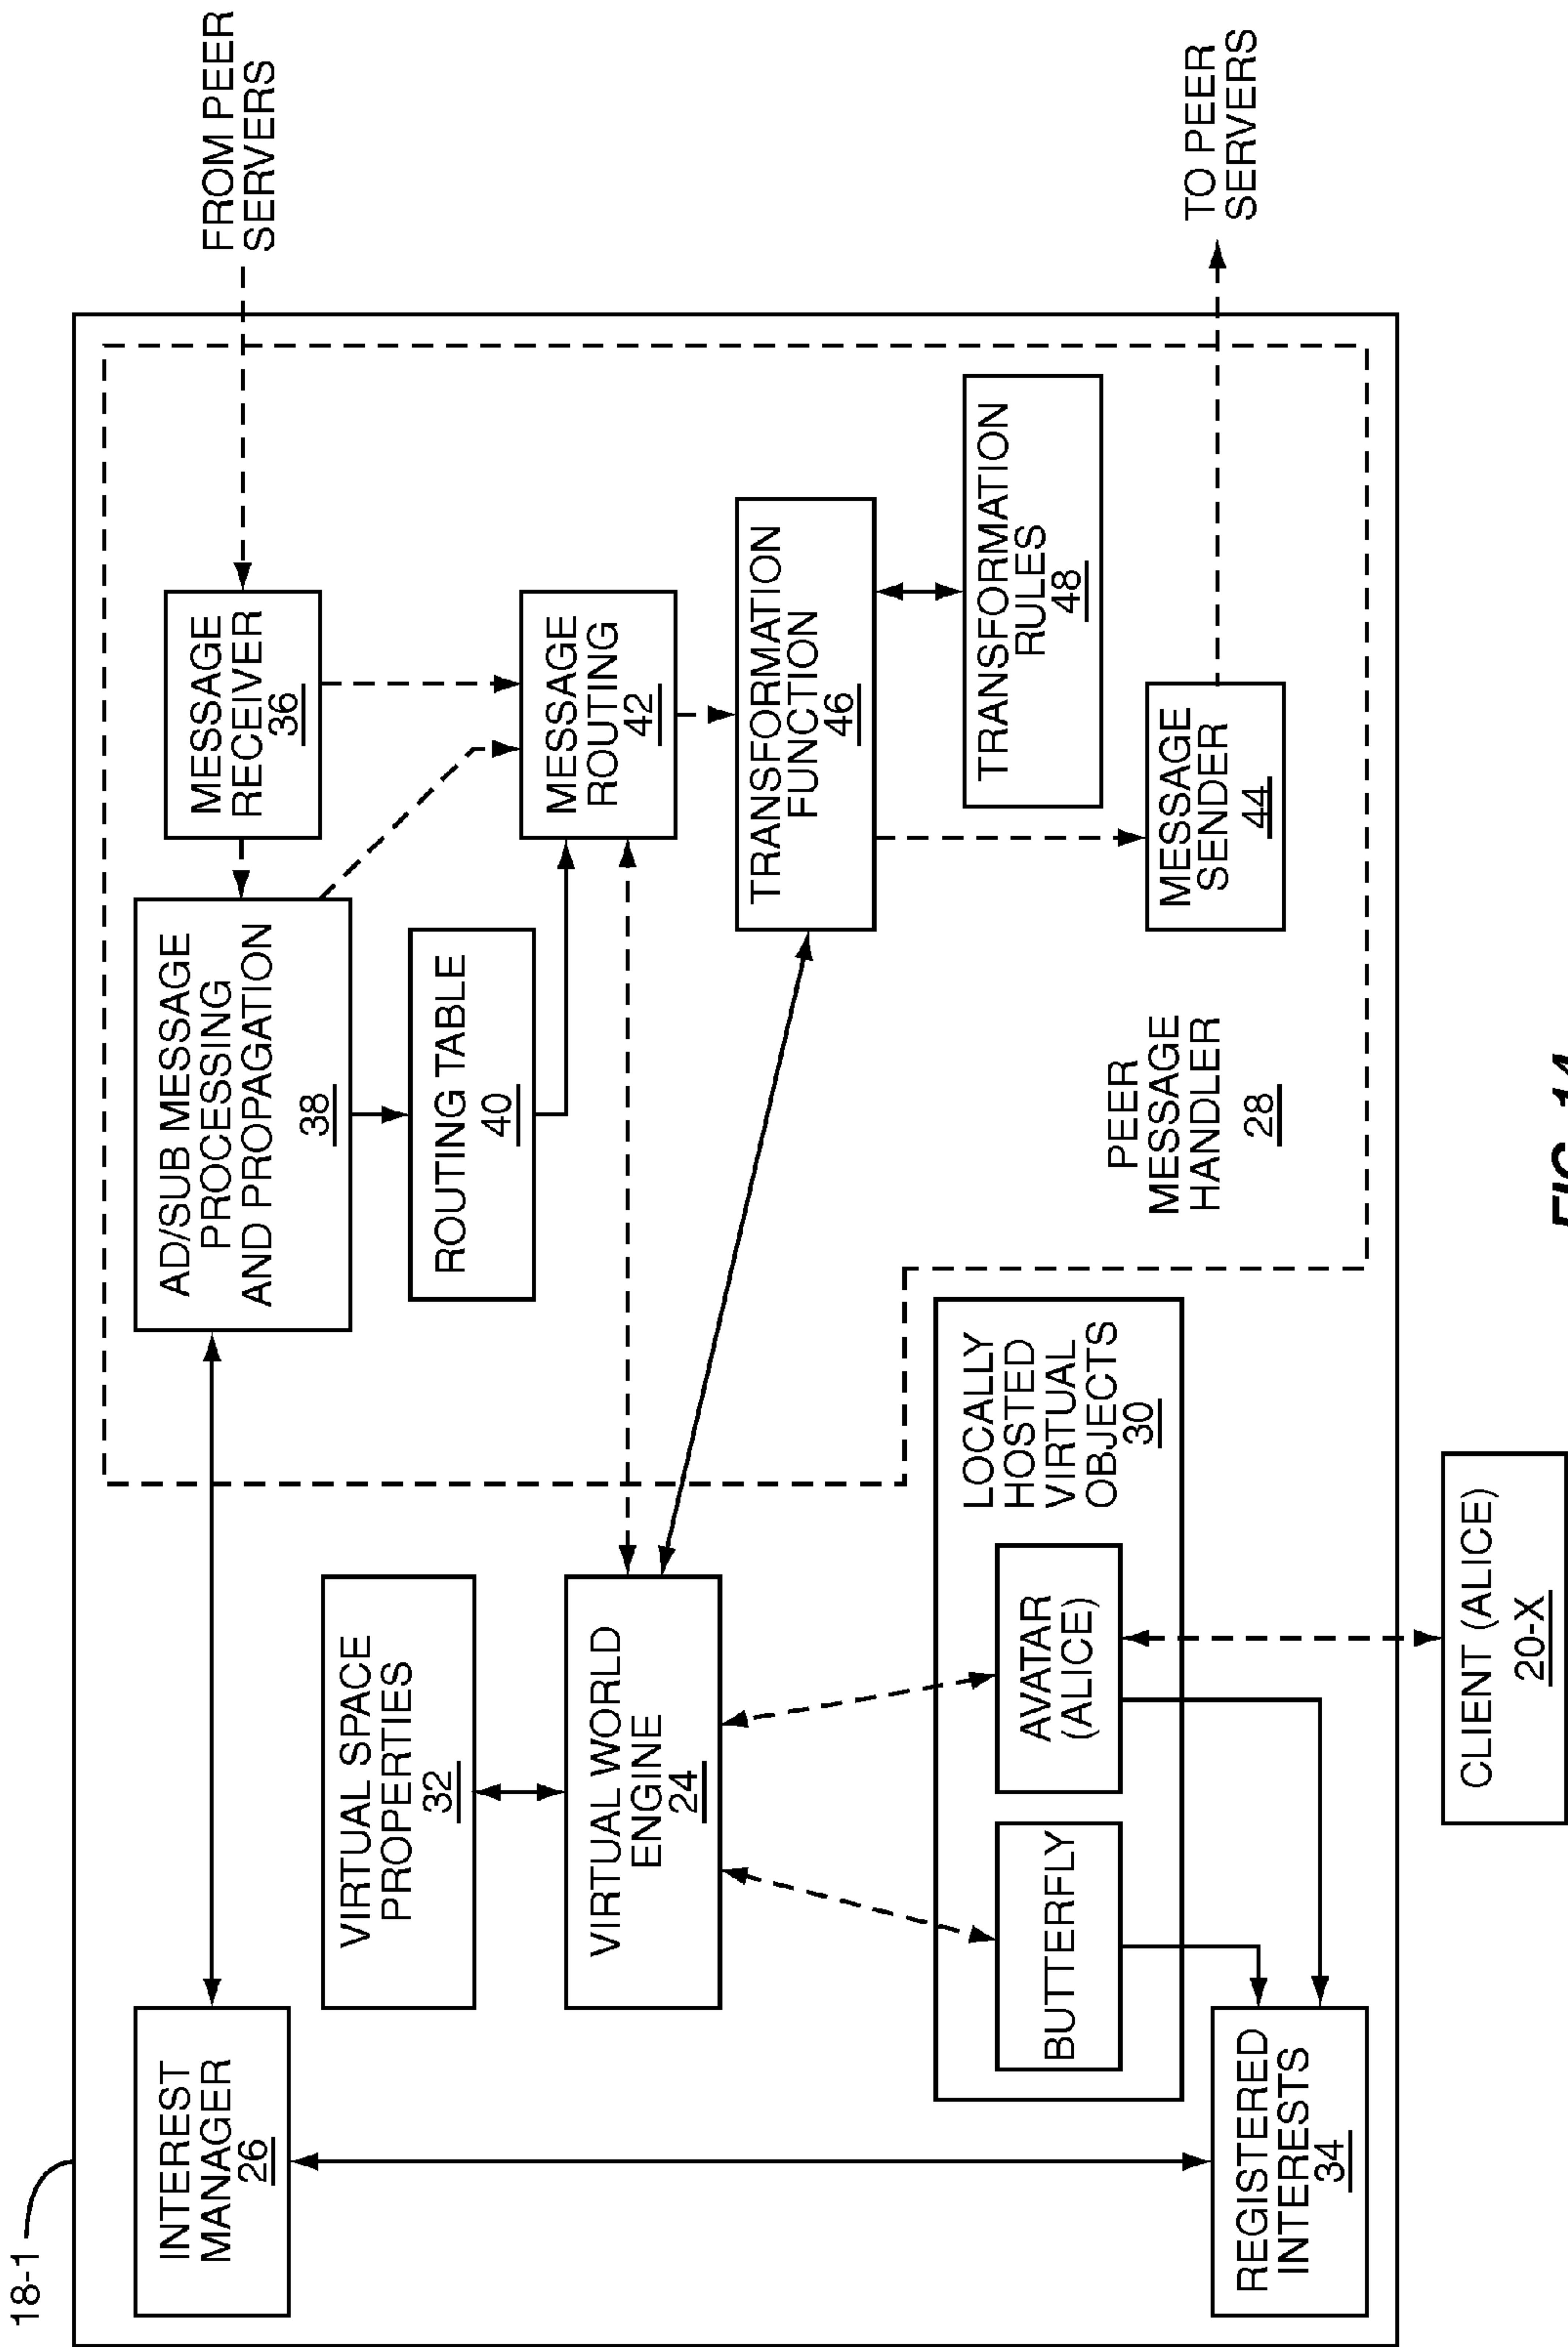 18-1
INTEREST
MANAGER
26
AD/SUB MESSAGE
PROCESSING
AND PROPAGATION
38
MESSAGE
RECEIVER
36
FROM PEER
SERVERS
VIRTUAL SPACE
PROPERTIES
32
ROUTING TABLE
40
MESSAGE
ROUTING
42
VIRTUAL WORLD
ENGINE
24
TRANSFORMATION
FUNCTION
46
TRANSFORMATION
RULES
48
LOCALLY
HOSTED
VIRTUAL
OBJECTS
30
BUTTERFLY
AVATAR
(ALICE)
PEER
MESSAGE
HANDLER
28
MESSAGE
SENDER
44
TO PEER
SERVERS
REGISTERED
INTERESTS
34
CLIENT (ALICE)
20-X
FIG. 14